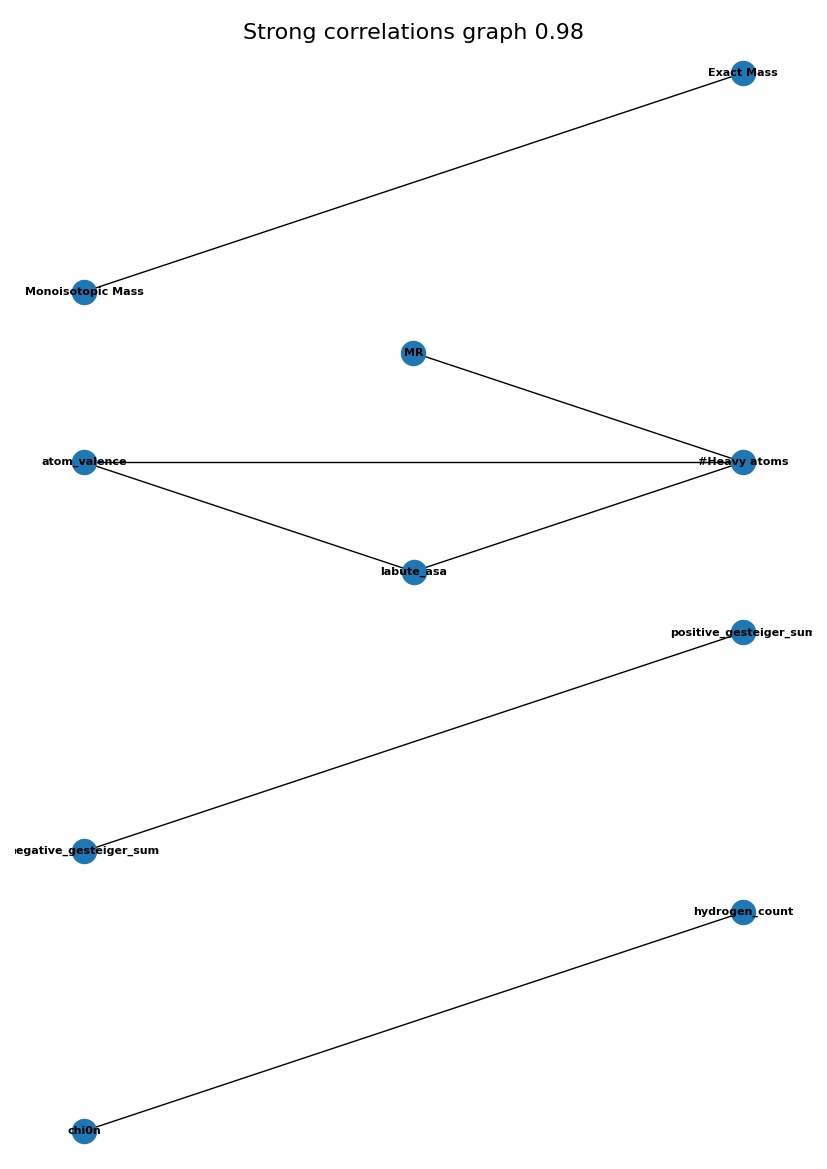 Strong correlations graph 0.98
Exact Mass
Monoisotopic Mass
MR
atom_valence
#Heavy atoms
labute_asa
positive_gesteiger_sum
negative_gesteiger_sum
hydrogen_count
chi0n